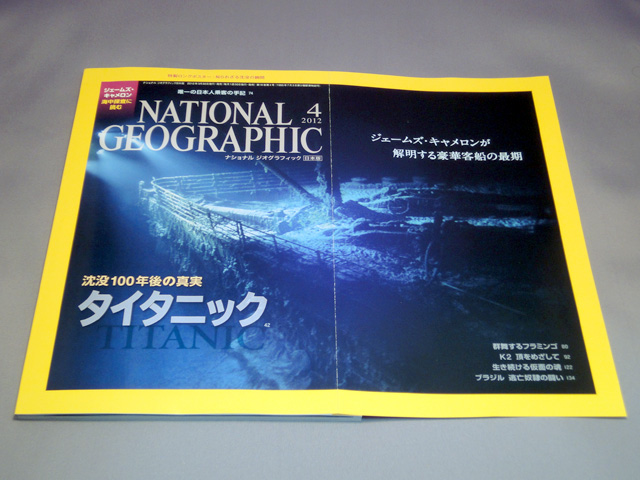 ジェームズ・
キャメロン
海中探査に
挑む
唯一の日本人乗客の手記 76
NATIONAL
GEOGRAPHIC
4
2012
ナショナル ジオグラフィック 日本版
ジェームズ・キャメロンが
解明する豪華客船の最期
沈没100年後の真実
タイタニック 42
TITANIC
群舞するフラミンゴ
K2 頂をめざして 92
生き続ける仮面の魂 122
ブラジル 逃亡奴隷の闘い 134